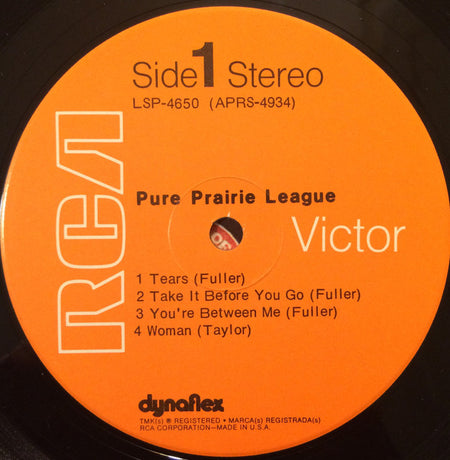 Side 1 Stereo
LSP-4650 (APRS-4934)
RCA
Pure Prairie League
Victor
1 Tears (Fuller)
2 Take It Before You Go (Fuller)
3 You're Between Me (Fuller)
4 Woman (Taylor)
dynaflex
TMK(s) ® REGISTERED • MARCA(s) REGISTRADA(s)
RCA CORPORATION—MADE IN U.S.A.